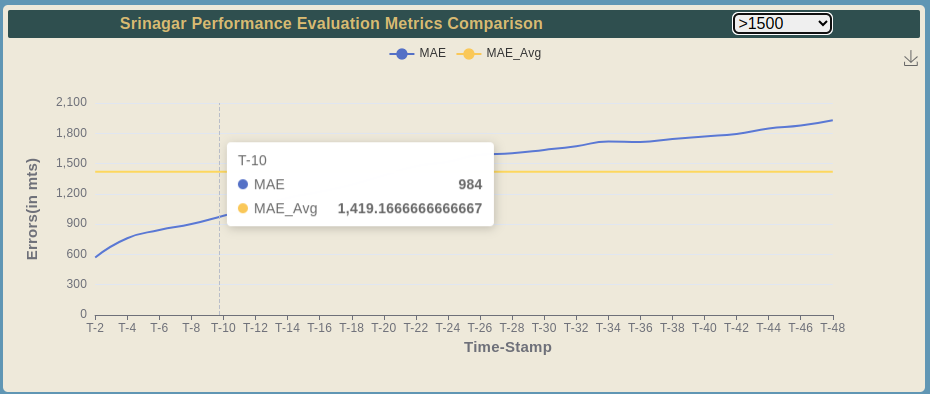 Srinagar Performance Evaluation Metrics Comparison >1500
MAE MAE_Avg
Errors(in mts)
2,100
1,800
1,500
1,200
900
600
300
0
T-10
MAE 984
MAE_Avg 1,419.1666666666667
T-2 T-4 T-6 T-8 T-10 T-12 T-14 T-16 T-18 T-20 T-22 T-24 T-26 T-28 T-30 T-32 T-34 T-36 T-38 T-40 T-42 T-44 T-46 T-48
Time-Stamp